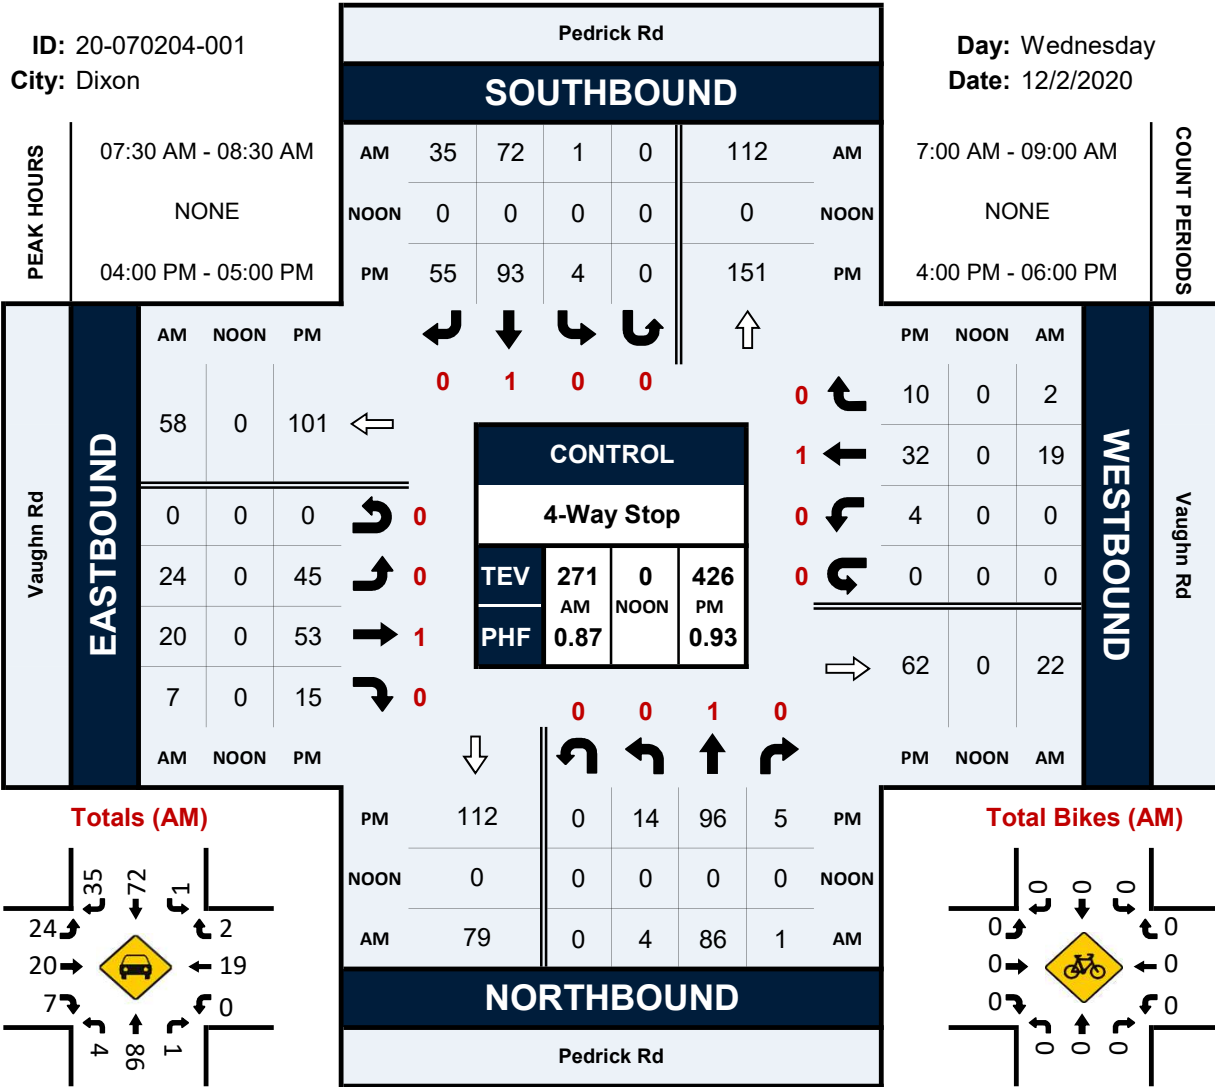 Pedrick Rd
ID: 20-070204-001
Day: Wednesday
City: Dixon
Date: 12/2/2020
SOUTHBOUND
PEAK HOURS
07:30 AM - 08:30 AM
NONE
04:00 PM - 05:00 PM
AM 35 72 1 0 112 AM
NOON 0 0 0 0 0 NOON
PM 55 93 4 0 151 PM
7:00 AM - 09:00 AM
NONE
4:00 PM - 06:00 PM
COUNT PERIODS
0 1 0 0
Vaughn Rd
EASTBOUND
AM NOON PM
58 0 101
0 0 0 0
24 0 45 0
20 0 53 1
7 0 15 0
AM NOON PM
CONTROL
4-Way Stop
TEV 271 0 426
AM NOON PM
PHF 0.87 0.93
PM NOON AM
0 10 0 2
1 32 0 19
0 4 0 0
0 0 0 0
62 0 22
PM NOON AM
WESTBOUND
Vaughn Rd
0 0 1 0
PM 112 0 14 96 5 PM
NOON 0 0 0 0 0 NOON
AM 79 0 4 86 1 AM
NORTHBOUND
Pedrick Rd
Totals (AM)
35 72 1
24 2
20 19
7 0
4 86 1
Total Bikes (AM)
0 0 0
0 0
0 0
0 0
0 0 0